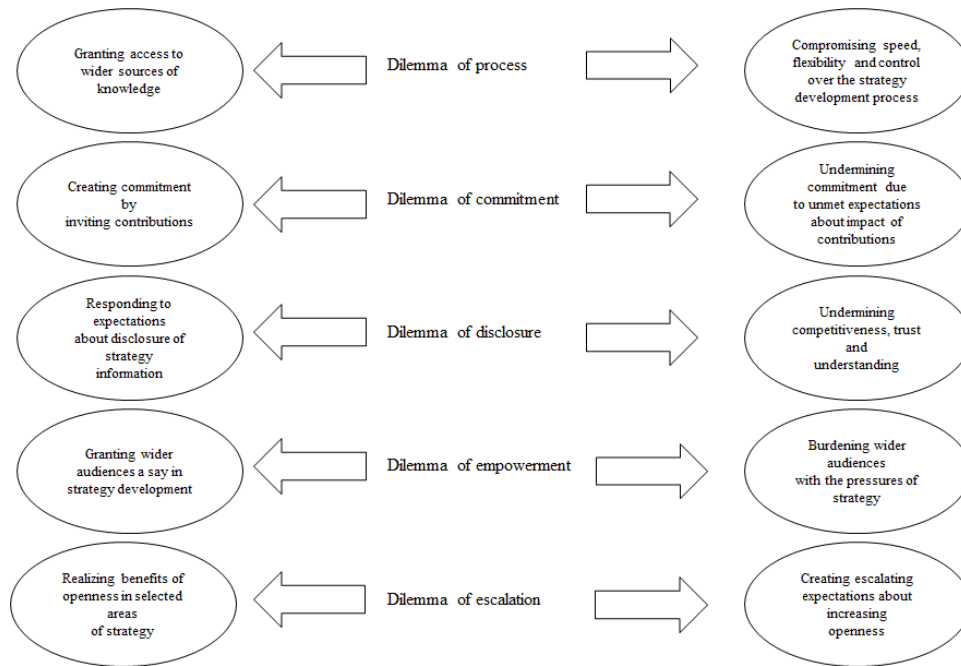 Granting access to
wider sources of
knowledge
Dilemma of process
Compromising speed,
flexibility and control
over the strategy
development process
Creating commitment
by
inviting contributions
Dilemma of commitment
Undermining
commitment due
to unmet expectations
about impact of
contributions
Responding to
expectations
about disclosure of
strategy
information
Dilemma of disclosure
Undermining
competitiveness, trust
and
understanding
Granting wider
audiences a say in
strategy development
Dilemma of empowerment
Burdening wider
audiences
with the pressures of
strategy
Realizing benefits of
openness in selected
areas
of strategy
Dilemma of escalation
Creating escalating
expectations about
increasing
openness